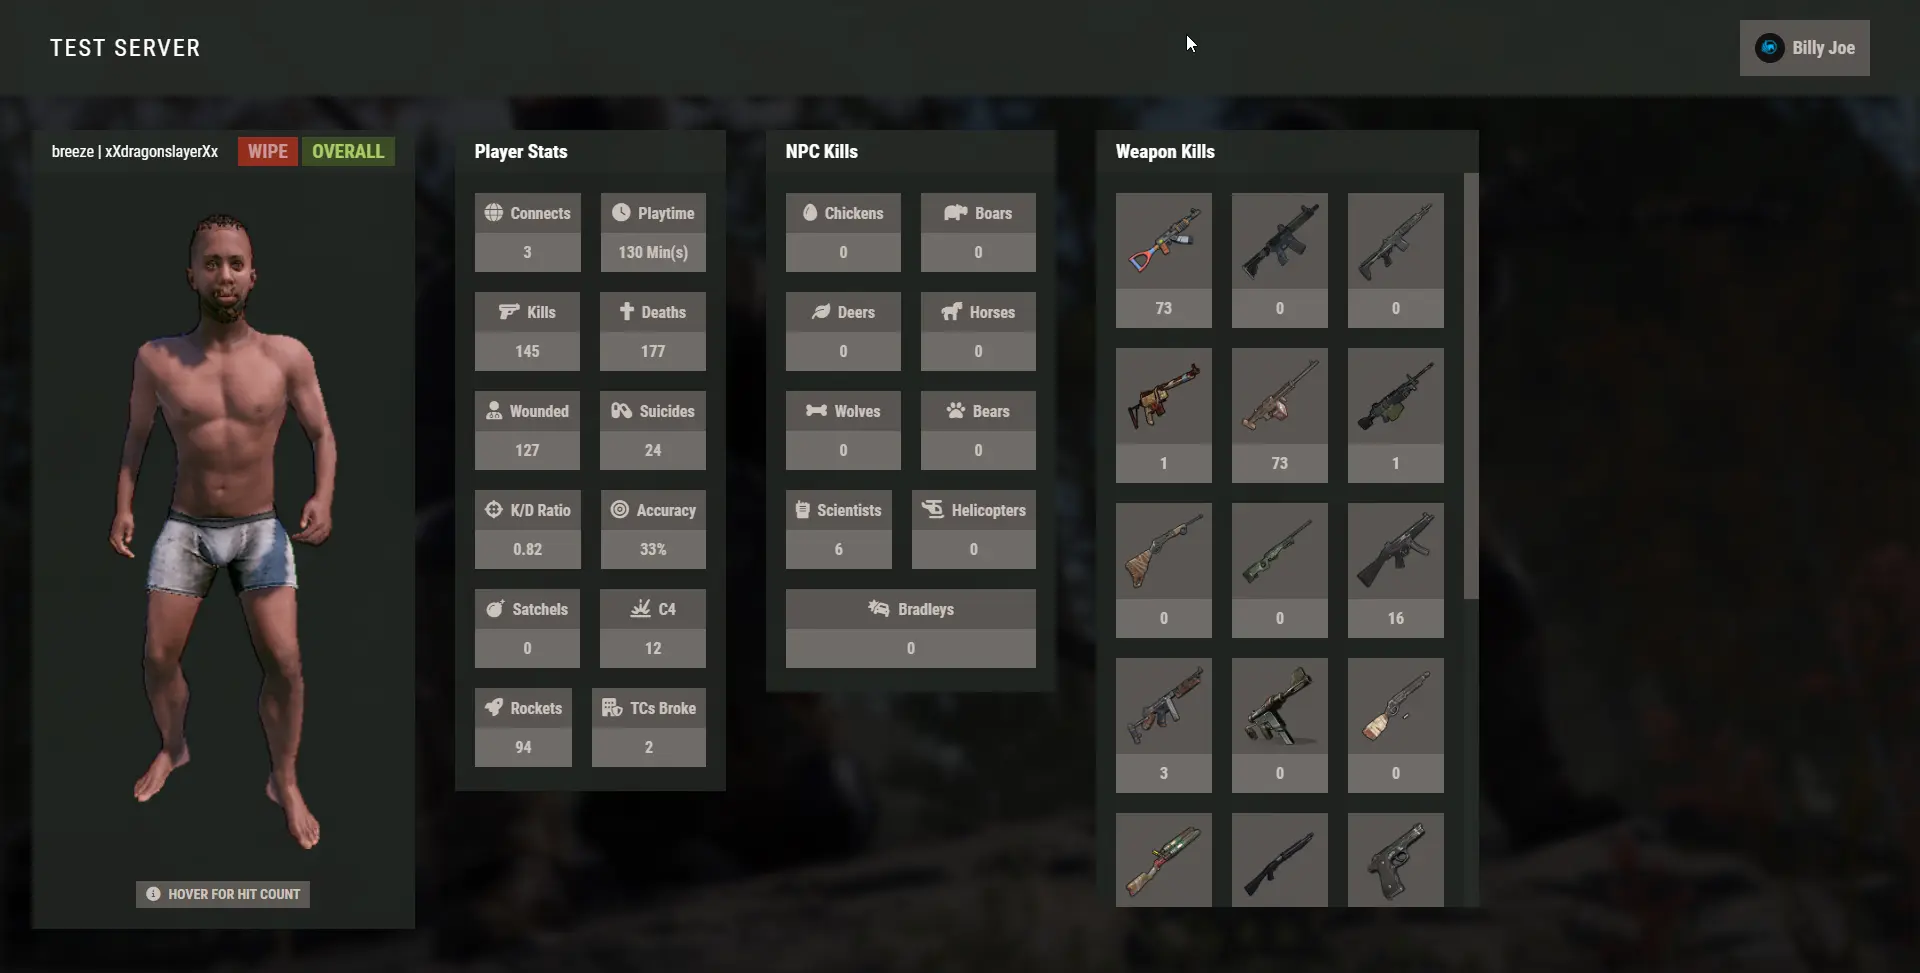 TEST SERVER
Billy Joe
breeze | xXdragonslayerXx
WIPE
OVERALL
Player Stats
Connects
Playtime
3
130 Min(s)
Kills
Deaths
145
177
Wounded
Suicides
127
24
K/D Ratio
Accuracy
0.82
33%
Satchels
C4
0
12
Rockets
TCs Broke
94
2
NPC Kills
Chickens
Boars
0
0
Deers
Horses
0
0
Wolves
Bears
0
0
Scientists
Helicopters
6
0
Bradleys
0
Weapon Kills
73
0
0
1
73
1
0
0
16
3
0
0
HOVER FOR HIT COUNT